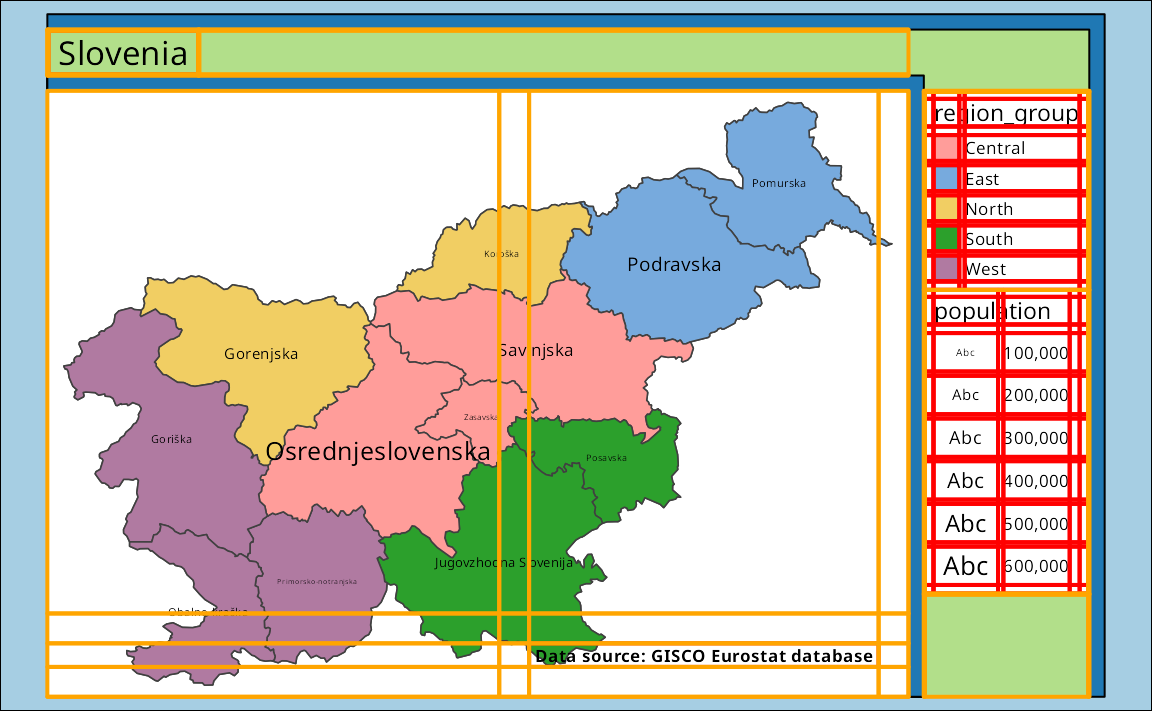 Slovenia
region_group
Central
East
North
South
West
population
Abc 100,000
Abc 200,000
Abc 300,000
Abc 400,000
Abc 500,000
Abc 600,000
Pomurska
Koroška
Podravska
Savinjska
Gorenjska
Zasavska
Goriška
Osrednjeslovenska
Posavska
Jugovzhodna Slovenija
Primorsko-notranjska
Obalno-kraška
Data source: GISCO Eurostat database